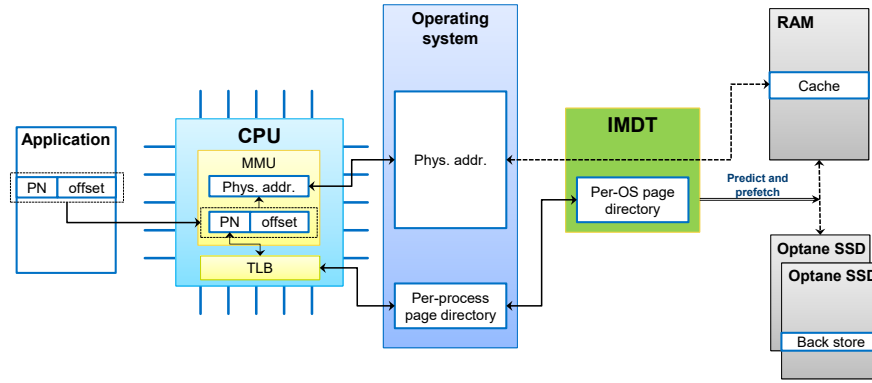 Application
PN
offset
CPU
MMU
Phys. addr.
PN
offset
TLB
Operating
system
Phys. addr.
Per-process
page directory
IMDT
Per-OS page
directory
Predict and
prefetch
RAM
Cache
Optane SSD
Optane SSD
Back store